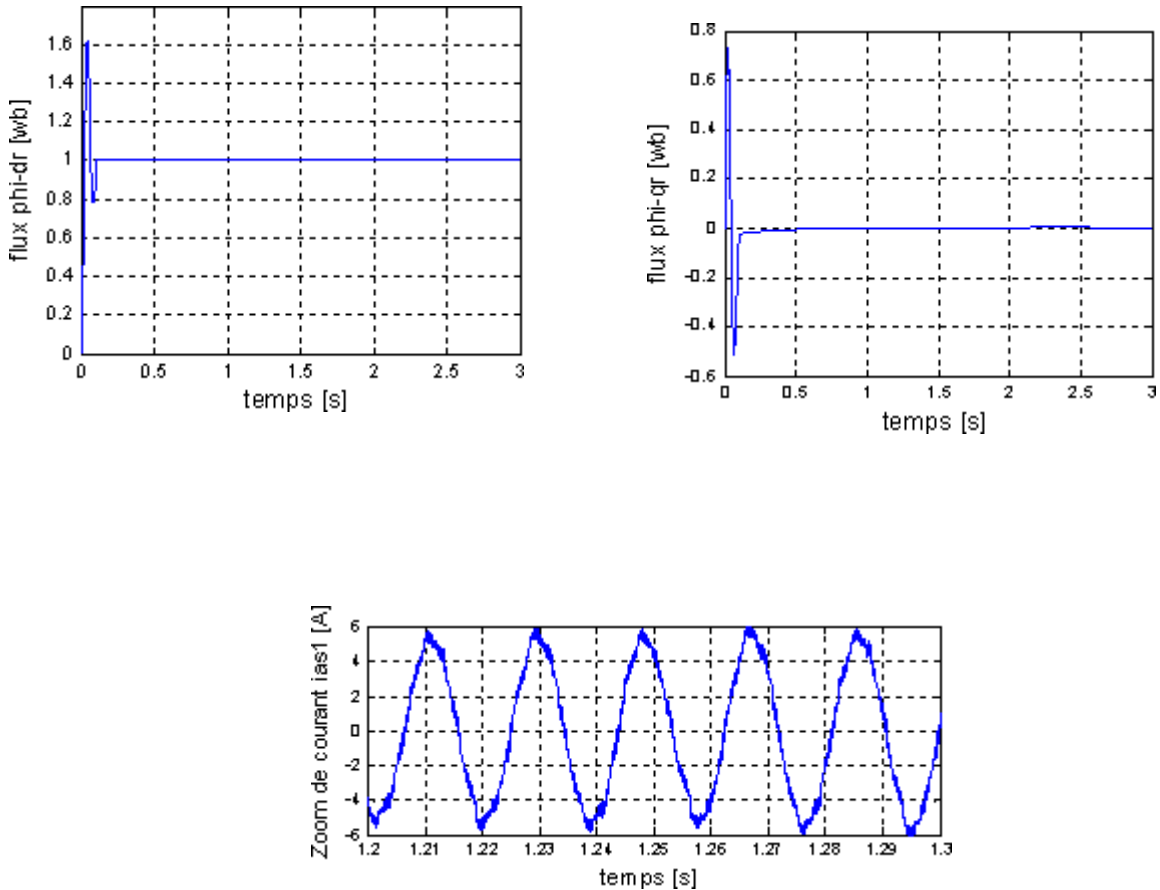 flux phi-dr [wb]
1.6
1.4
1.2
1
0.8
0.6
0.4
0.2
0
0 0.5 1 1.5 2 2.5 3
temps [s]
flux phi-qr [wb]
0.8
0.6
0.4
0.2
0
-0.2
-0.4
-0.6
0 0.5 1 1.5 2 2.5 3
temps [s]
Zoom de courant ias1 [A]
6
4
2
0
-2
-4
-6
1.2 1.21 1.22 1.23 1.24 1.25 1.26 1.27 1.28 1.29 1.3
temps [s]